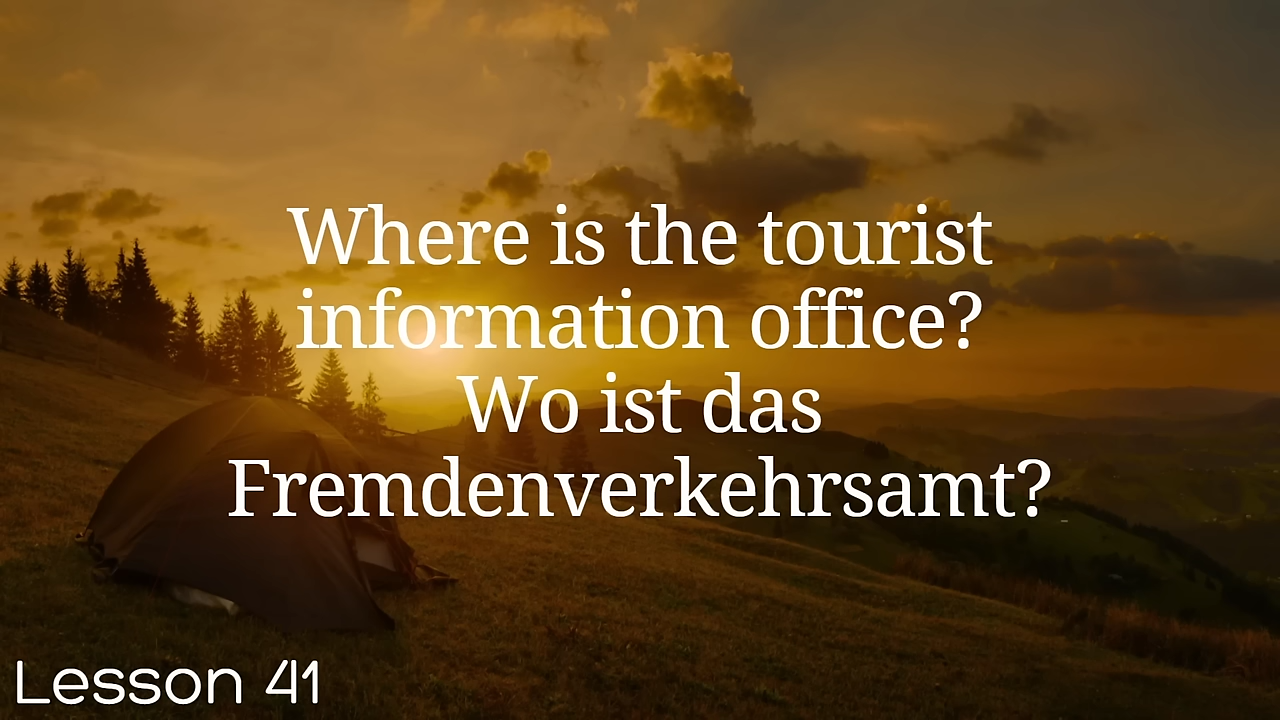 Where is the tourist
information office?
Wo ist das
Fremdenverkehrsamt?
Lesson 41